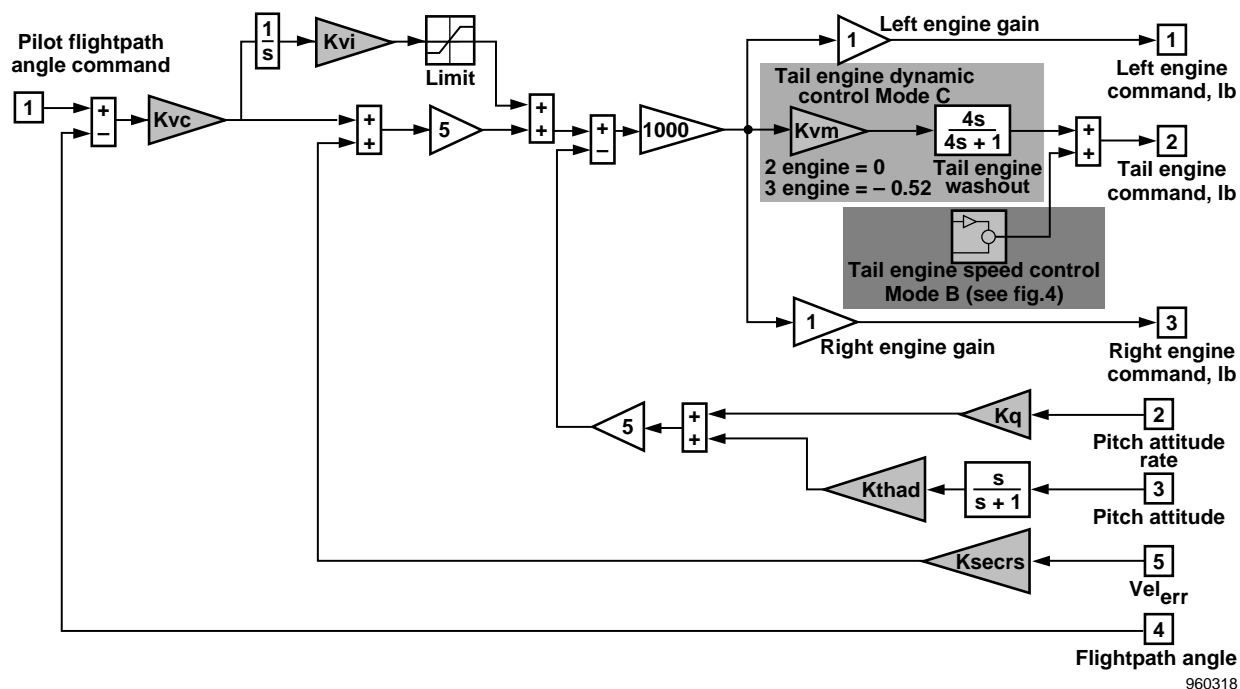 Pilot flightpath
angle command
1
+
−
Kvc
1
s
Kvi
Limit
+
+
5
+
+
+
−
1000
1
Left engine gain
1
Left engine
command, lb
Tail engine dynamic
control Mode C
Kvm
4s
4s + 1
2 engine = 0
3 engine = – 0.52
Tail engine
washout
+
+
2
Tail engine
command, lb
Tail engine speed control
Mode B (see fig.4)
1
Right engine gain
3
Right engine
command, lb
5
+
+
Kq
2
Pitch attitude
rate
Kthad
s
s + 1
3
Pitch attitude
Ksecrs
5
Velerr
4
Flightpath angle
960318